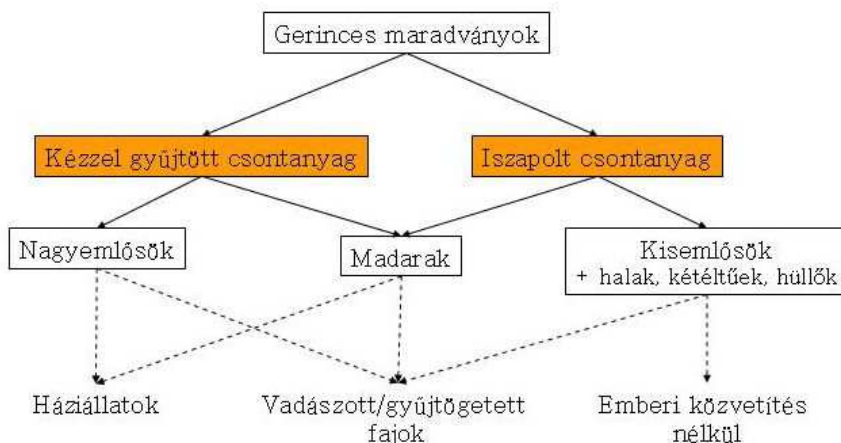 Gerinces maradványok
Kézzel gyűjtött csontanyag
Iszapolt csontanyag
Nagyemlősök
Madarak
Kisemlősök
+ halak, kétéltűek, hüllők
Háziállatok
Vadászott/gyűjtögetett
fajok
Emberi közvetítés
nélkül